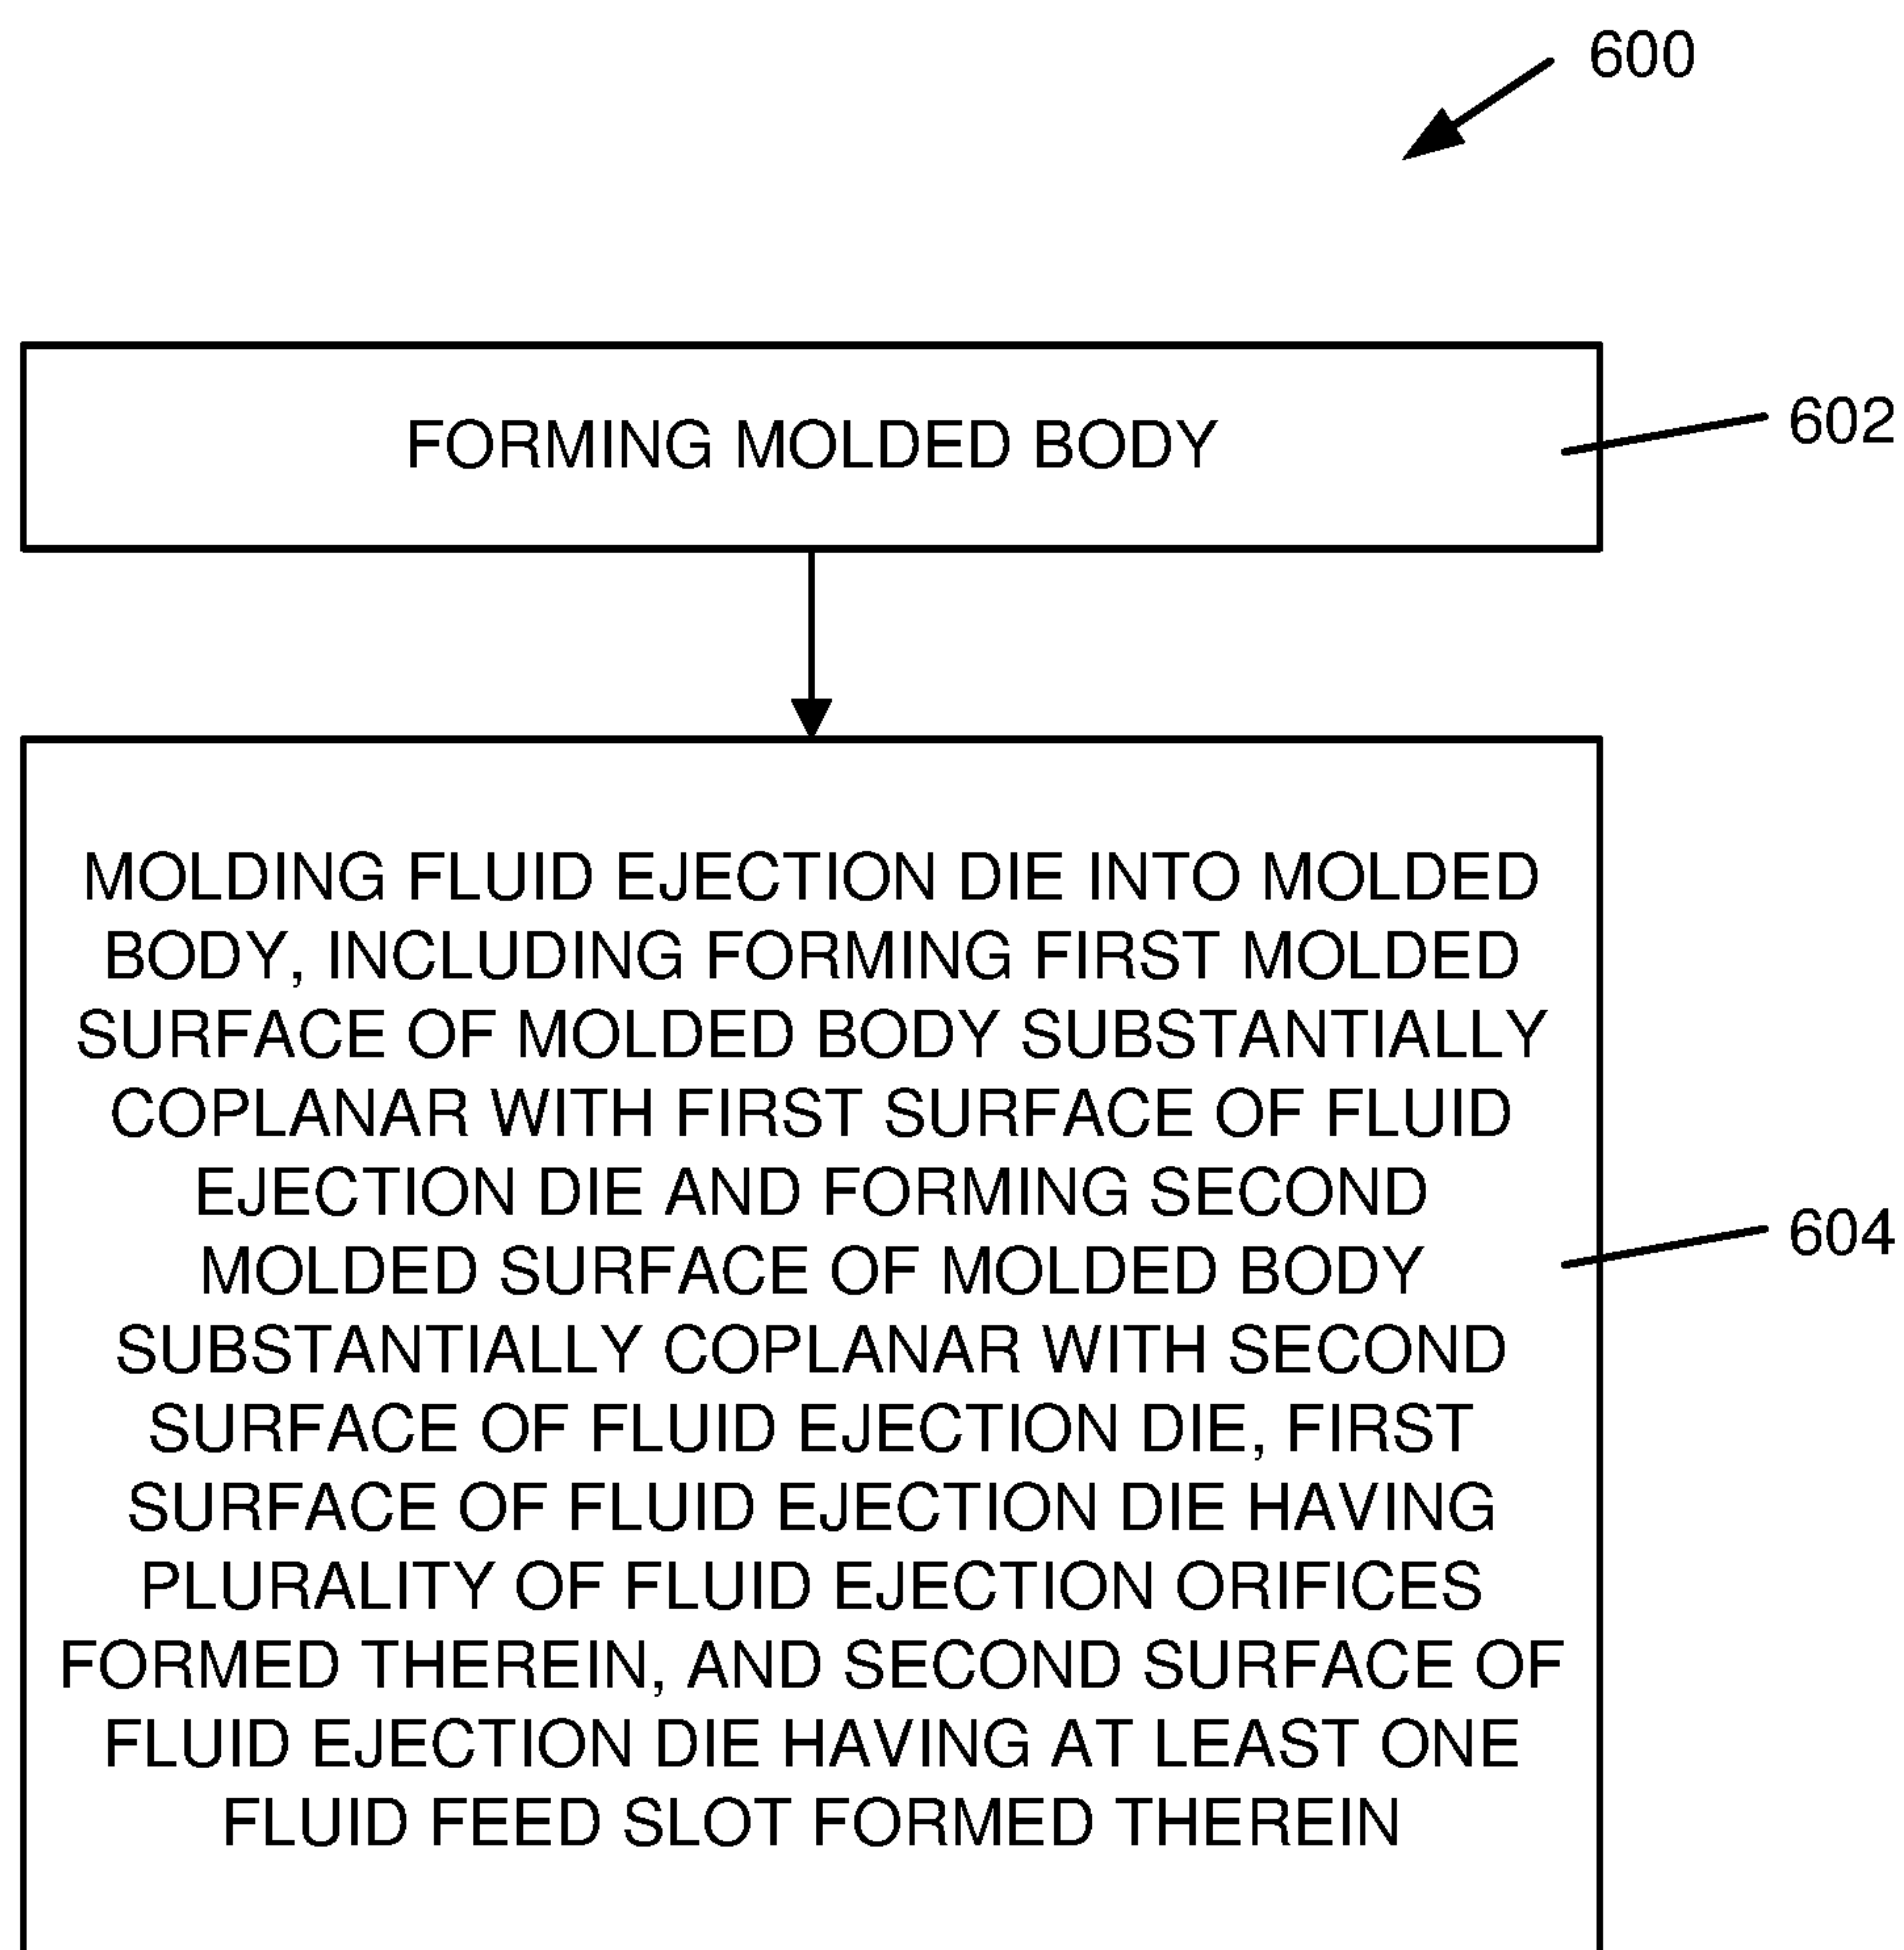 600
FORMING MOLDED BODY
602
MOLDING FLUID EJECTION DIE INTO MOLDED
BODY, INCLUDING FORMING FIRST MOLDED
SURFACE OF MOLDED BODY SUBSTANTIALLY
COPLANAR WITH FIRST SURFACE OF FLUID
EJECTION DIE AND FORMING SECOND
MOLDED SURFACE OF MOLDED BODY
SUBSTANTIALLY COPLANAR WITH SECOND
SURFACE OF FLUID EJECTION DIE, FIRST
SURFACE OF FLUID EJECTION DIE HAVING
PLURALITY OF FLUID EJECTION ORIFICES
FORMED THEREIN, AND SECOND SURFACE OF
FLUID EJECTION DIE HAVING AT LEAST ONE
FLUID FEED SLOT FORMED THEREIN
604